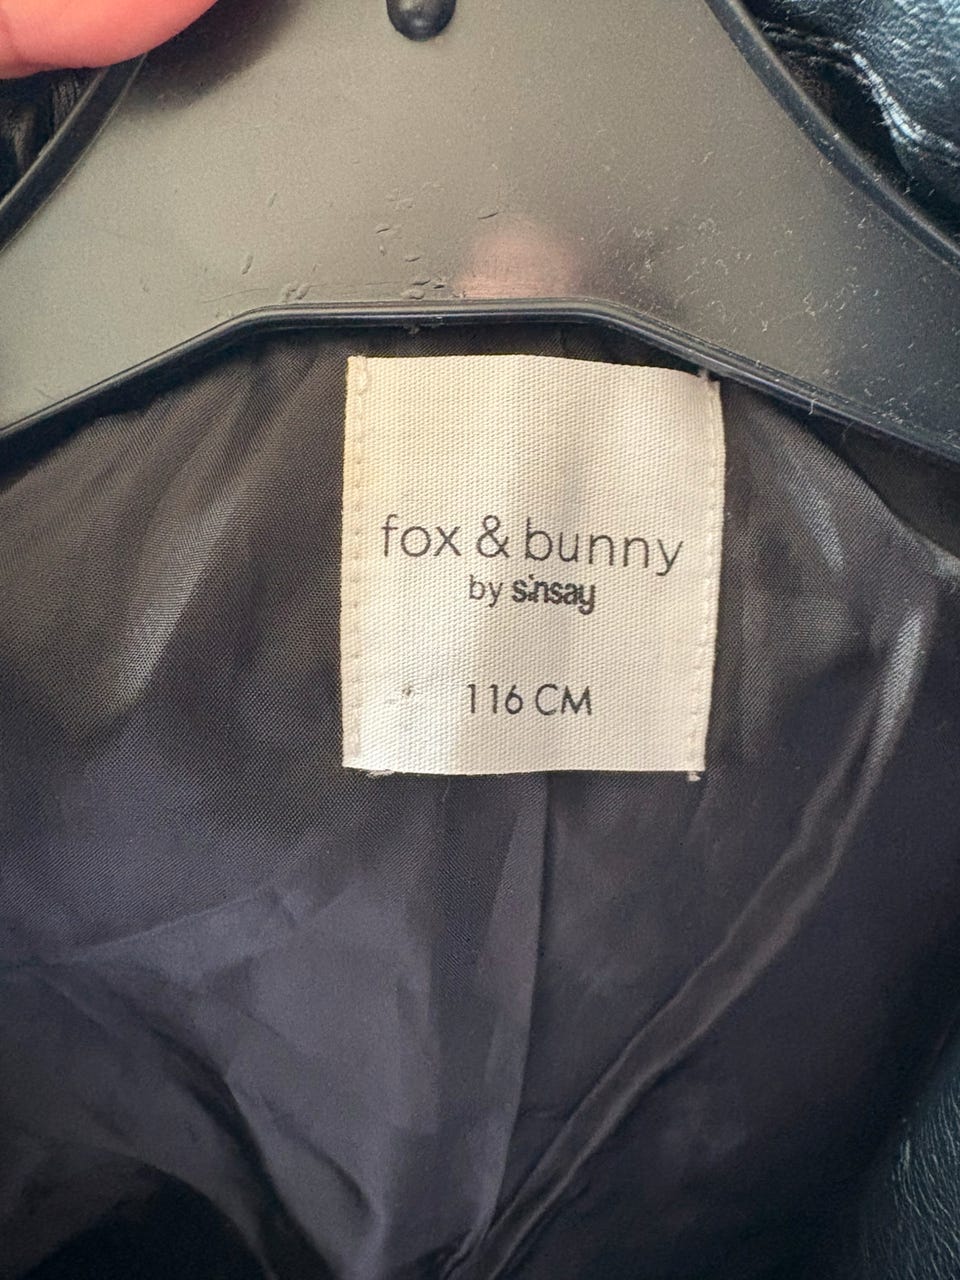 fox & bunny
by sinsay
116 CM